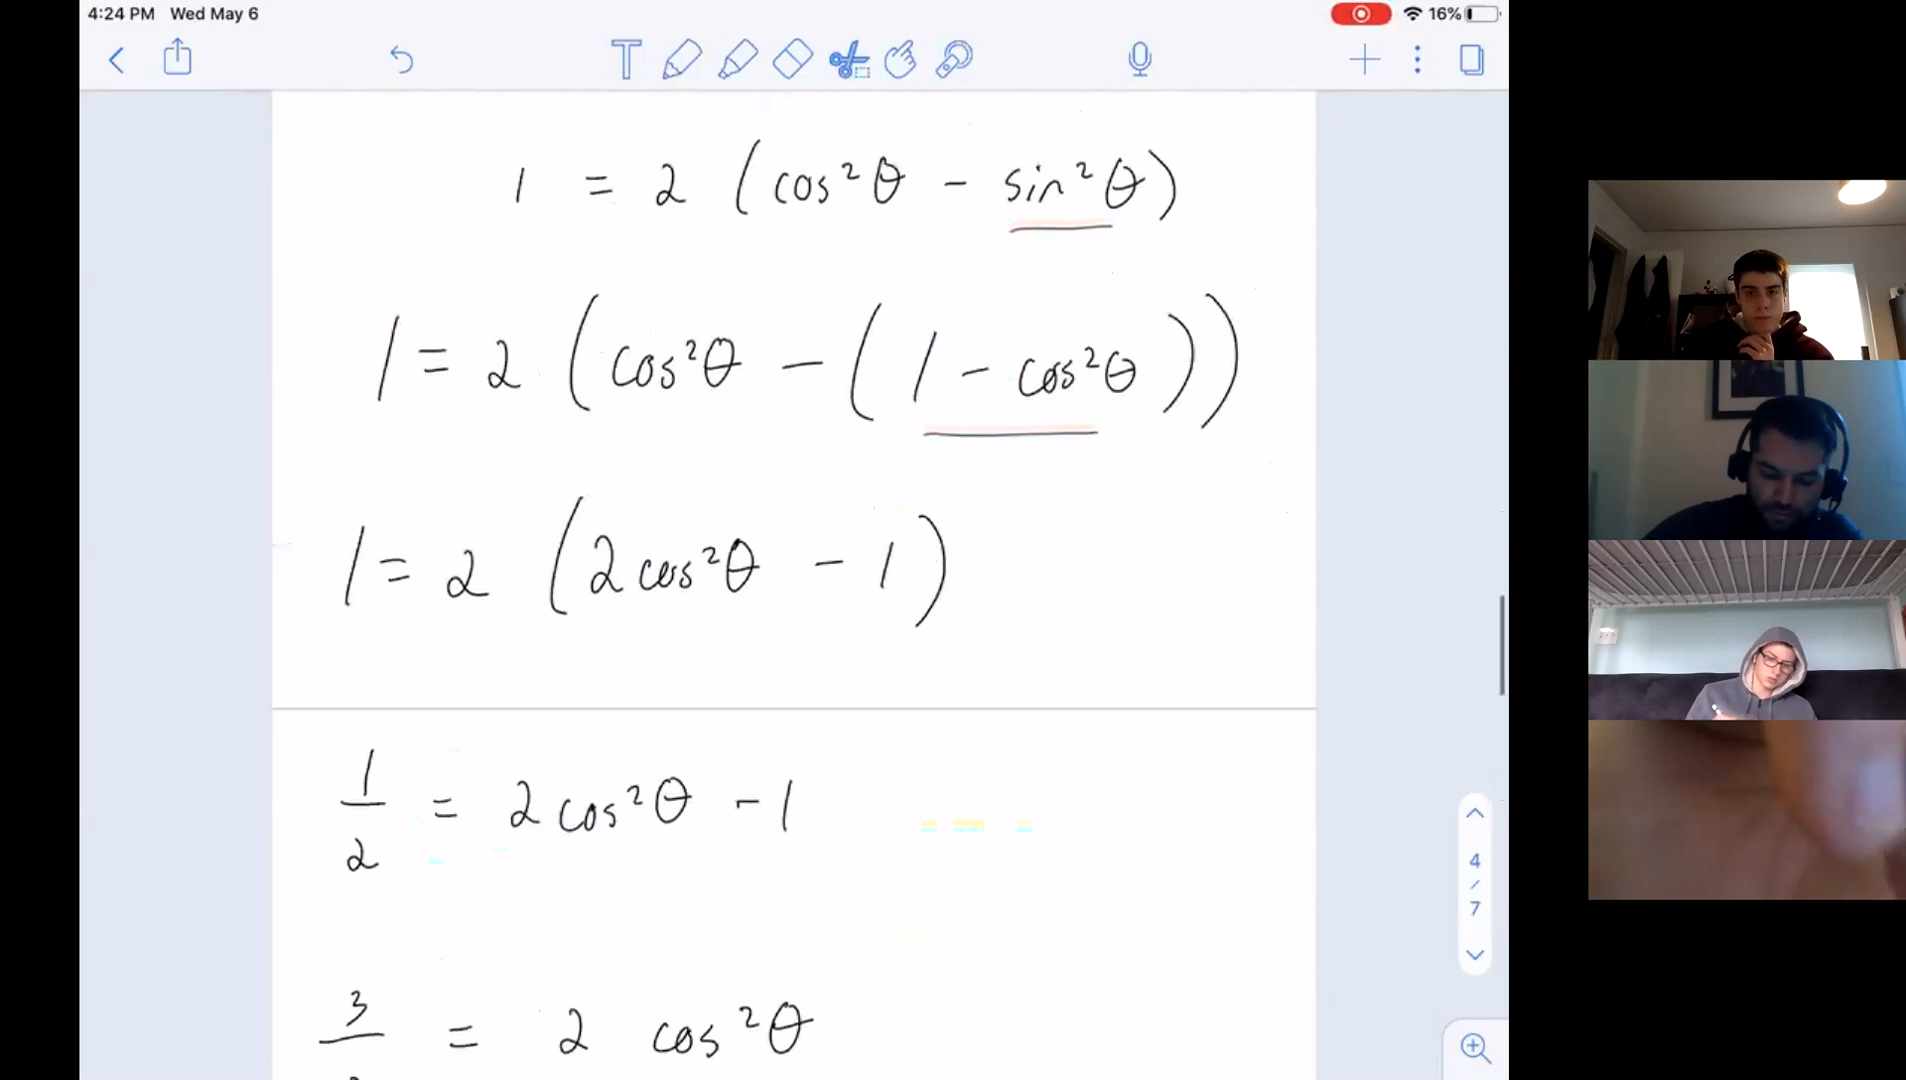 4:24 PM Wed May 6
16%
T
1 = 2 (cos²θ - sin²θ)
1 = 2 (cos²θ - (1 - cos²θ))
1 = 2 (2cos²θ - 1)
1/2 = 2cos²θ - 1
3
= 2 cos²θ
4
/
7